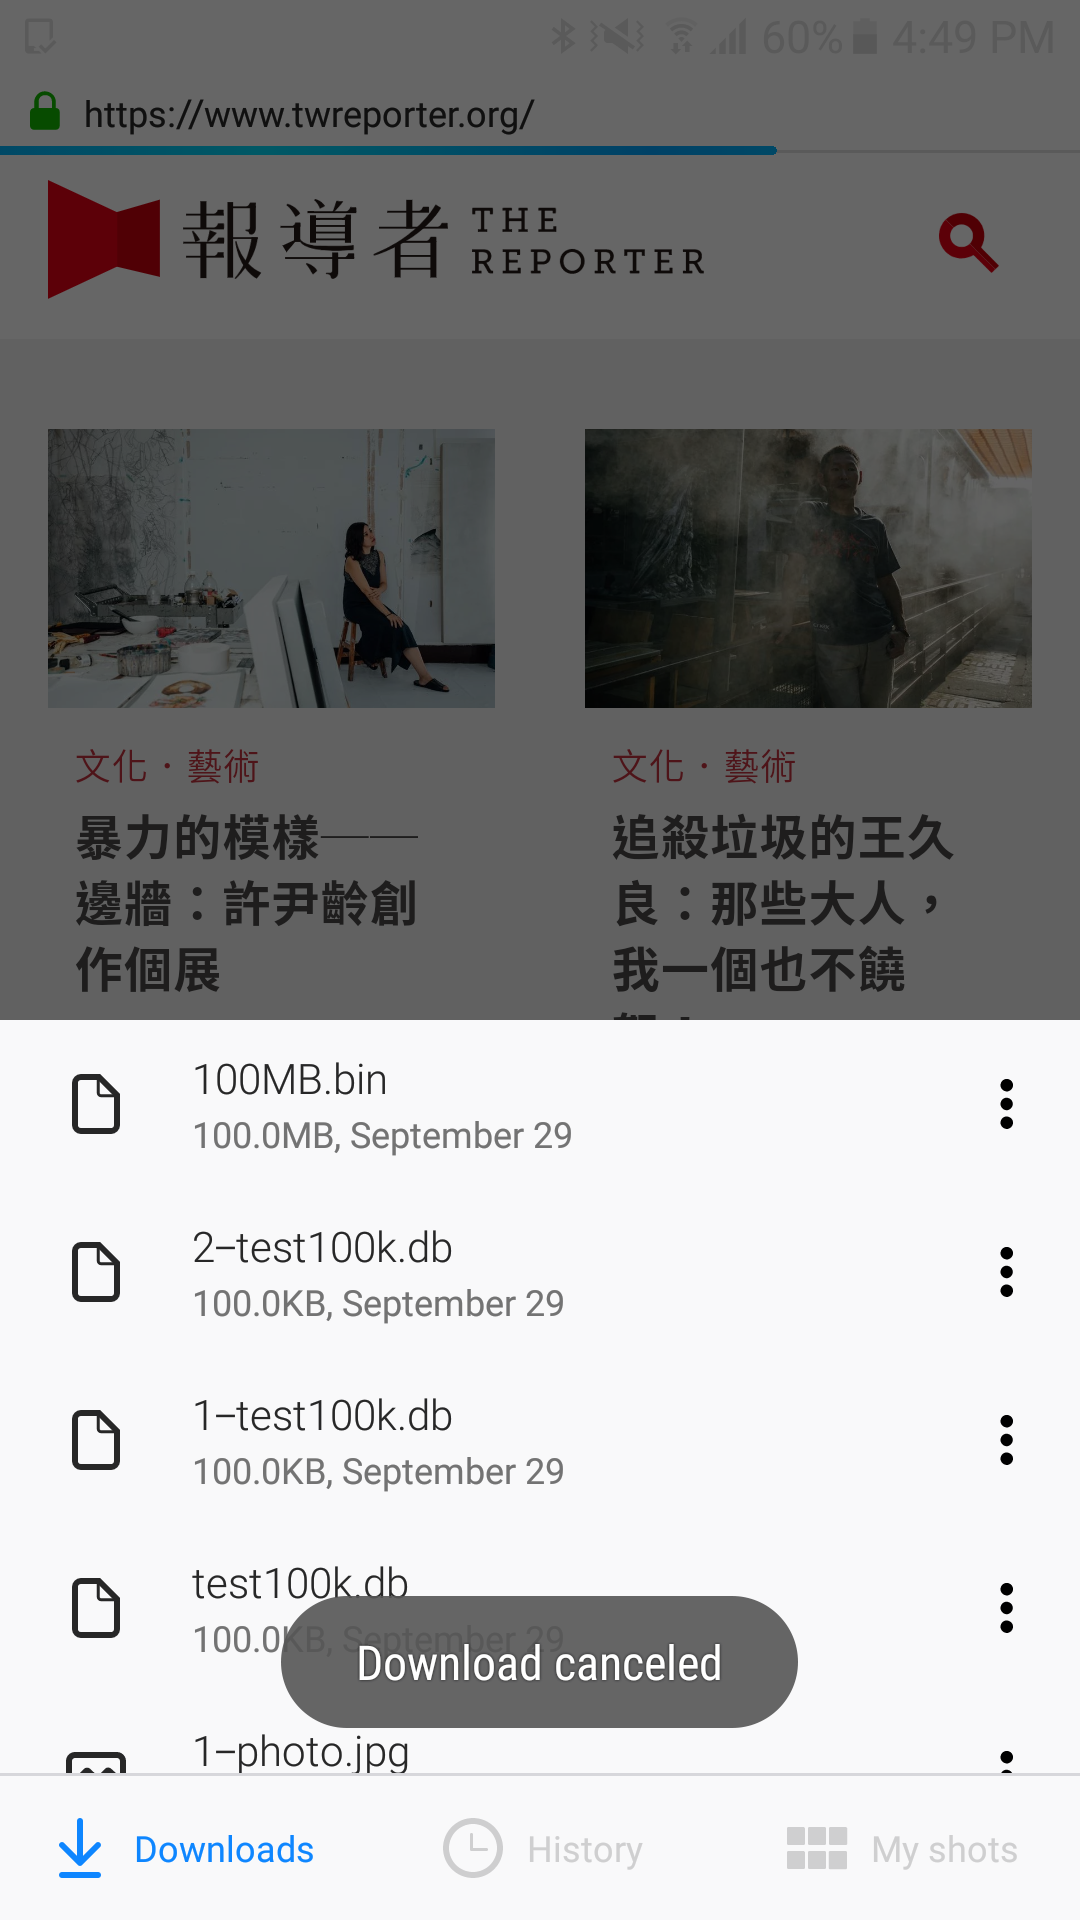 60% 4:49 PM
https://www.twreporter.org/
報導者 THE
REPORTER
文化・藝術
暴力的模樣──
邊牆：許尹齡創
作個展
文化・藝術
追殺垃圾的王久
良：那些大人，
我一個也不饒
100MB.bin
100.0MB, September 29
2-test100k.db
100.0KB, September 29
1-test100k.db
100.0KB, September 29
test100k.db
100.0KB, September 29
Download canceled
1-photo.jpg
Downloads
History
My shots